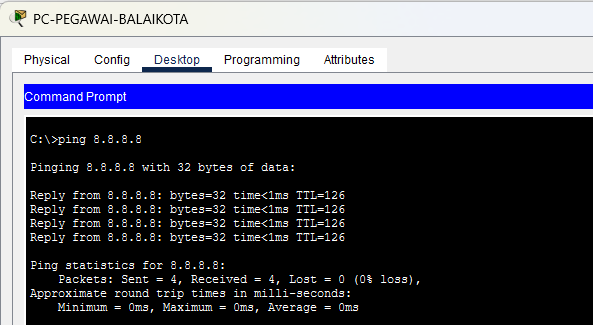 PC-PEGAWAI-BALAIKOTA
Physical Config Desktop Programming Attributes
Command Prompt
C:\>ping 8.8.8.8
Pinging 8.8.8.8 with 32 bytes of data:
Reply from 8.8.8.8: bytes=32 time<1ms TTL=126
Reply from 8.8.8.8: bytes=32 time<1ms TTL=126
Reply from 8.8.8.8: bytes=32 time<1ms TTL=126
Reply from 8.8.8.8: bytes=32 time<1ms TTL=126
Ping statistics for 8.8.8.8:
Packets: Sent = 4, Received = 4, Lost = 0 (0% loss),
Approximate round trip times in milli-seconds:
Minimum = 0ms, Maximum = 0ms, Average = 0ms